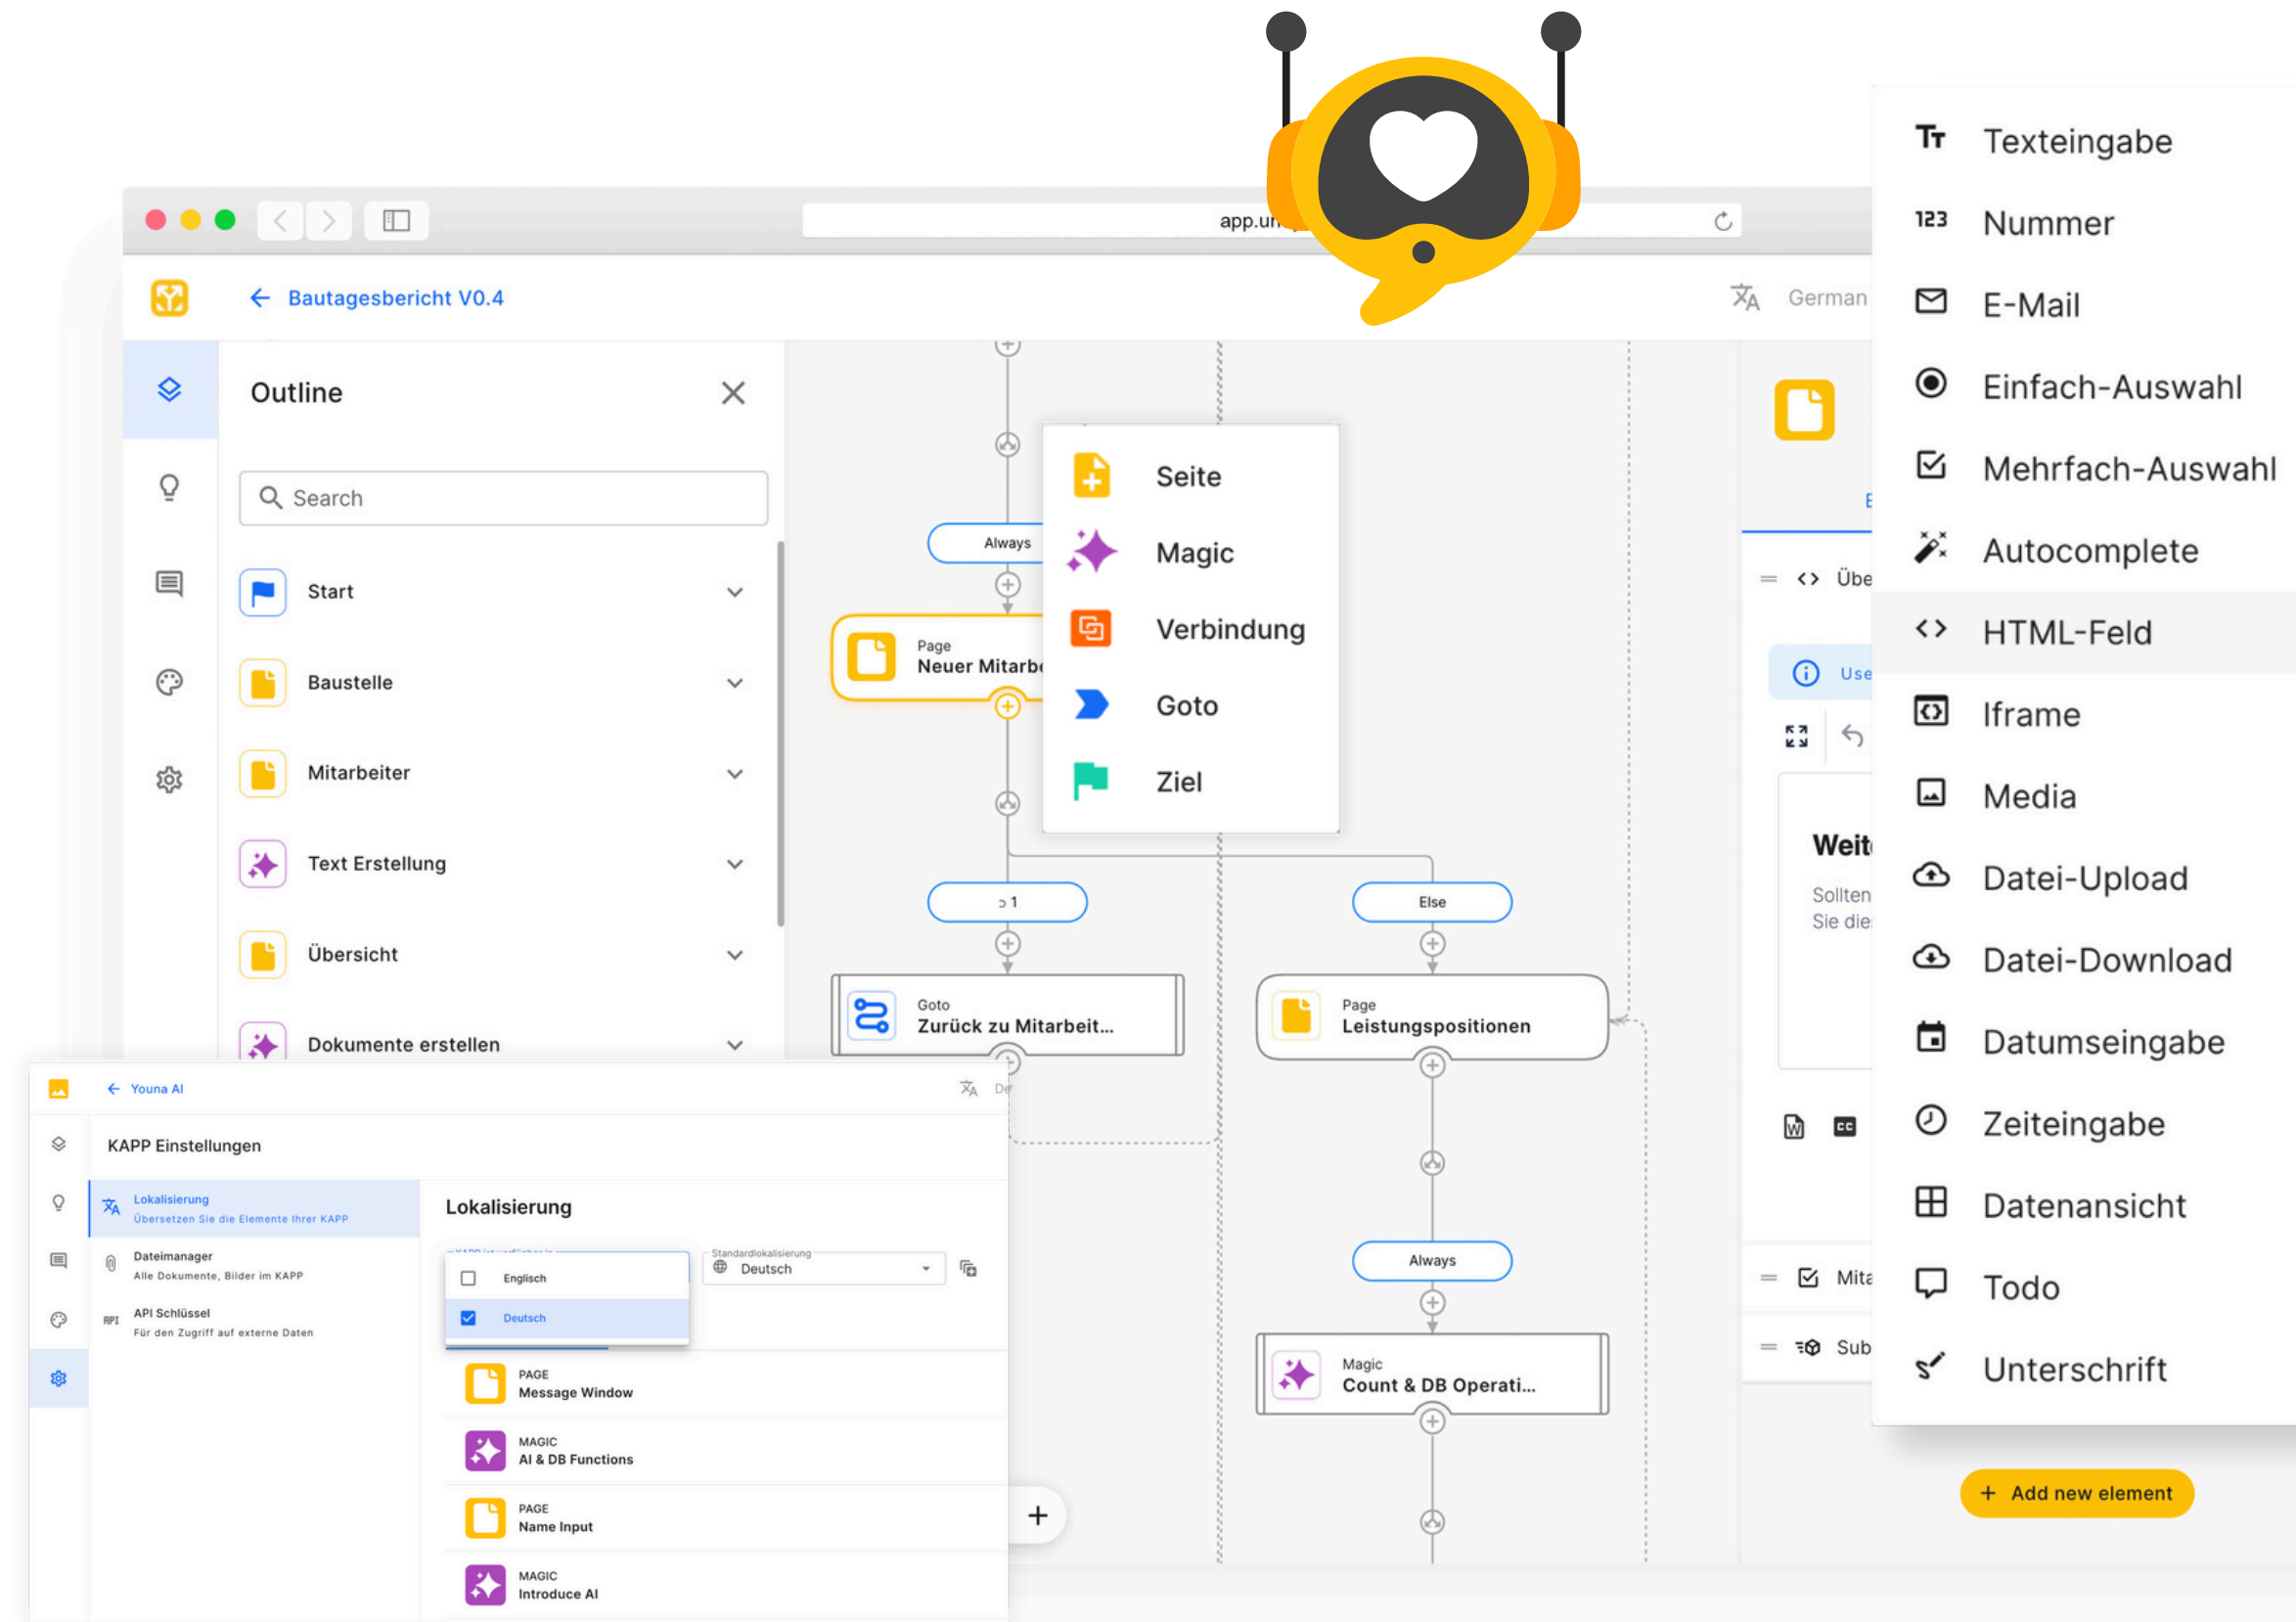 Bautagesbericht V0.4
German
Outline
Search
Start
Baustelle
Mitarbeiter
Text Erstellung
Übersicht
Dokumente erstellen
Always
Page
Seite
Magic
Verbindung
Goto
Ziel
1
Else
Goto
Zurück zu Mitarbeit...
Page
Leistungspositionen
Always
Magic
Count & DB Operati...
Sollten
Sie
Texteingabe
123 Nummer
E-Mail
Einfach-Auswahl
Mehrfach-Auswahl
Autocomplete
HTML-Feld
Iframe
Media
Datei-Upload
Datei-Download
Datumseingabe
Zeiteingabe
Datenansicht
Todo
Unterschrift
+ Add new element
Youna AI
KAPP Einstellungen
Lokalisierung
Übersetzen Sie die Elemente Ihrer KAPP
Dateimanager
Alle Dokumente, Bilder im KAPP
API API Schlüssel
Für den Zugriff auf externe Daten
Lokalisierung
Englisch
Deutsch
Standardlokalisierung
Deutsch
PAGE
Message Window
MAGIC
AI & DB Functions
PAGE
Name Input
MAGIC
Introduce AI